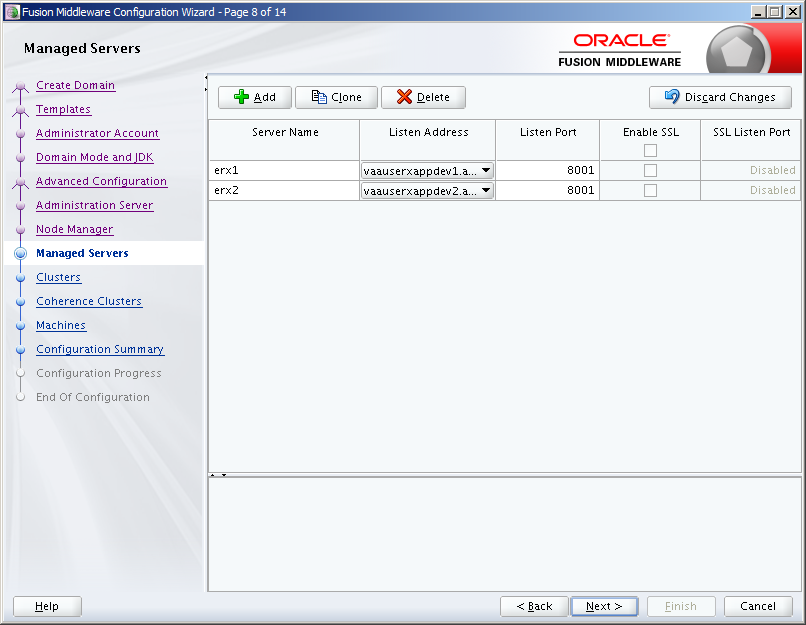 Fusion Middleware Configuration Wizard - Page 8 of 14
Managed Servers
ORACLE
FUSION MIDDLEWARE
Create Domain
Templates
Administrator Account
Domain Mode and JDK
Advanced Configuration
Administration Server
Node Manager
Managed Servers
Clusters
Coherence Clusters
Machines
Configuration Summary
Configuration Progress
End Of Configuration
Add Clone Delete Discard Changes
Server Name Listen Address Listen Port Enable SSL SSL Listen Port
erx1 vaauserxappdev1.a... 8001 Disabled
erx2 vaauserxappdev2.a... 8001 Disabled
Help < Back Next > Finish Cancel